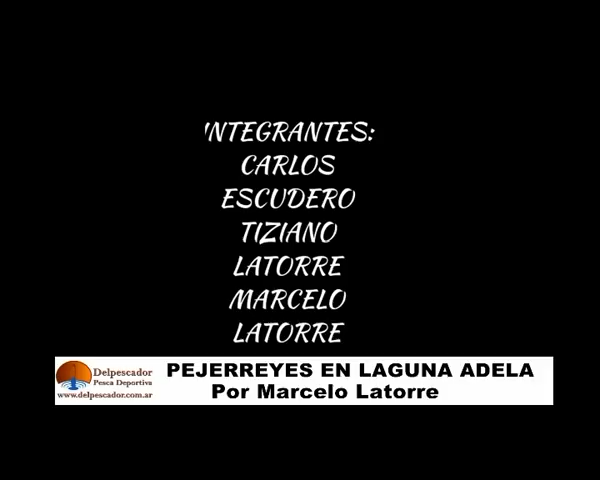 INTEGRANTES:
CARLOS
ESCUDERO
TIZIANO
LATORRE
MARCELO
LATORRE
Delpescador
Pesca Deportiva
www.delpescador.com.ar
PEJERREYES EN LAGUNA ADELA
Por Marcelo Latorre